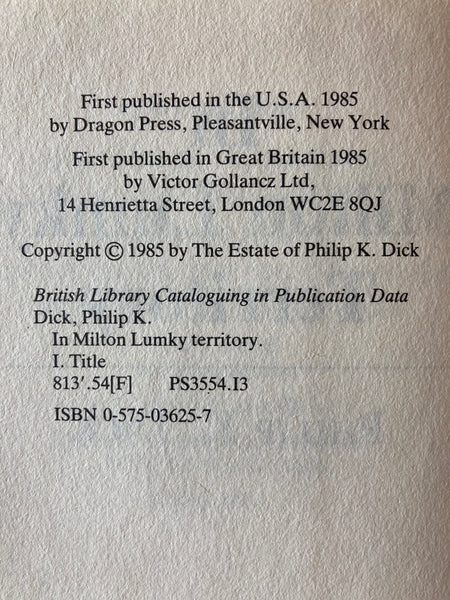 First published in the U.S.A. 1985
by Dragon Press, Pleasantville, New York
First published in Great Britain 1985
by Victor Gollancz Ltd,
14 Henrietta Street, London WC2E 8QJ
Copyright © 1985 by The Estate of Philip K. Dick
British Library Cataloguing in Publication Data
Dick, Philip K.
In Milton Lumky territory.
I. Title
813'.54[F] PS3554.I3
ISBN 0-575-03625-7